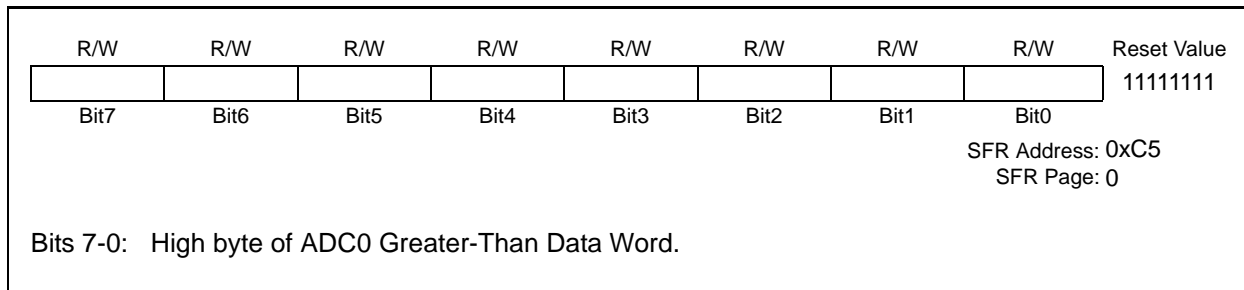 R/W R/W R/W R/W R/W R/W R/W R/W Reset Value
11111111
Bit7 Bit6 Bit5 Bit4 Bit3 Bit2 Bit1 Bit0
SFR Address: 0xC5
SFR Page: 0
Bits 7-0: High byte of ADC0 Greater-Than Data Word.